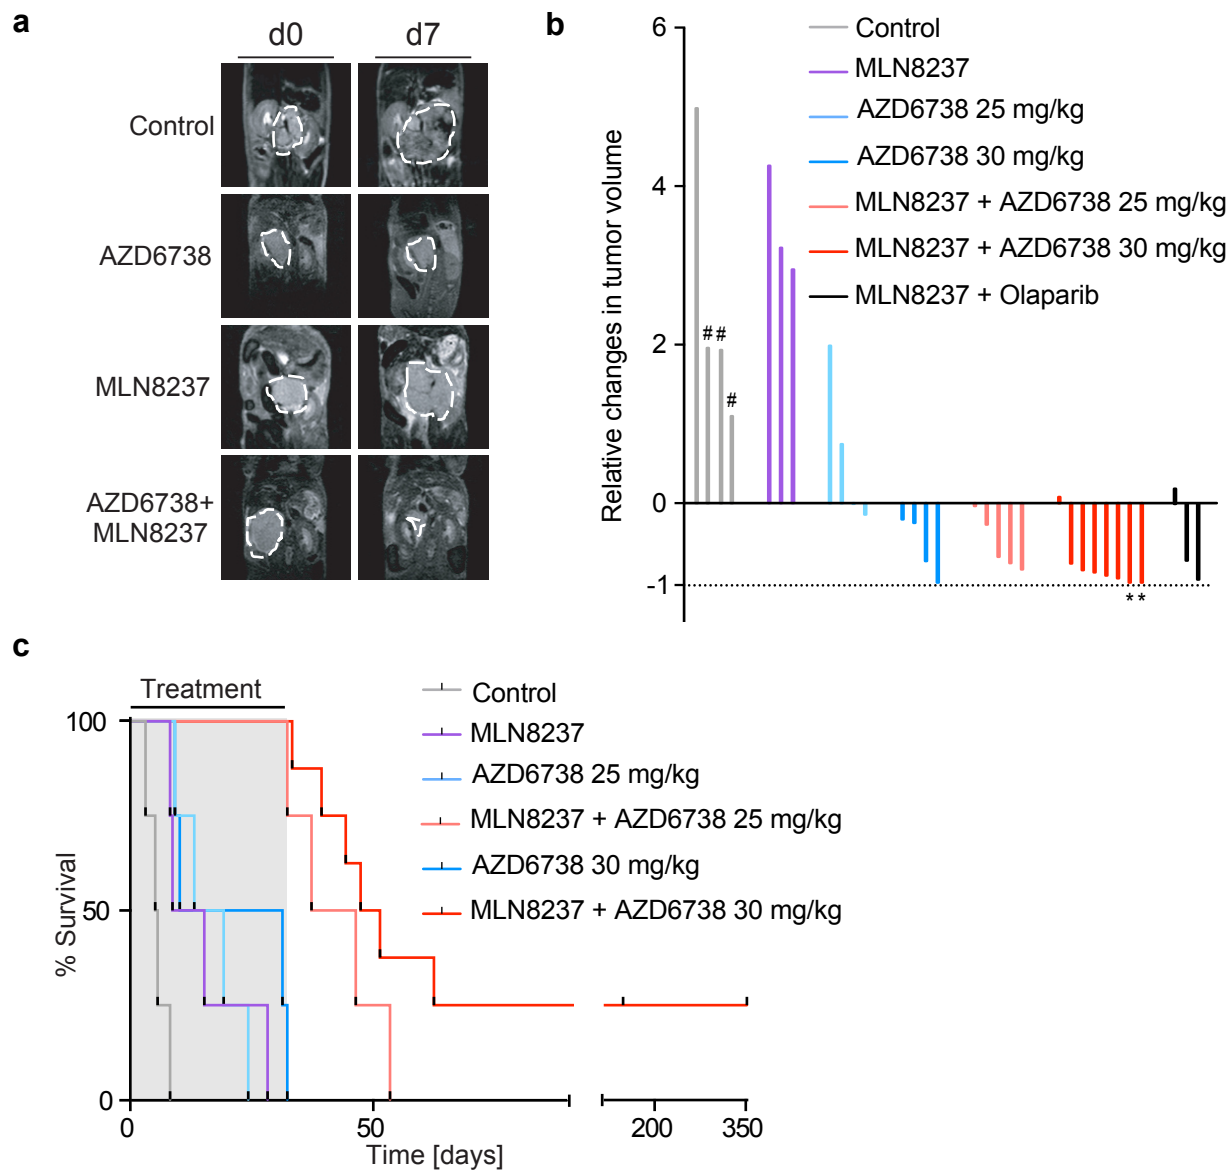 a
d0 d7
Control
AZD6738
MLN8237
AZD6738+
MLN8237
b
6
4
2
0
-1
Relative changes in tumor volume
# #
#
* *
Control
MLN8237
AZD6738 25 mg/kg
AZD6738 30 mg/kg
MLN8237 + AZD6738 25 mg/kg
MLN8237 + AZD6738 30 mg/kg
MLN8237 + Olaparib
c
Treatment
100
50
0
% Survival
0 50 200 350
Time [days]
Control
MLN8237
AZD6738 25 mg/kg
MLN8237 + AZD6738 25 mg/kg
AZD6738 30 mg/kg
MLN8237 + AZD6738 30 mg/kg